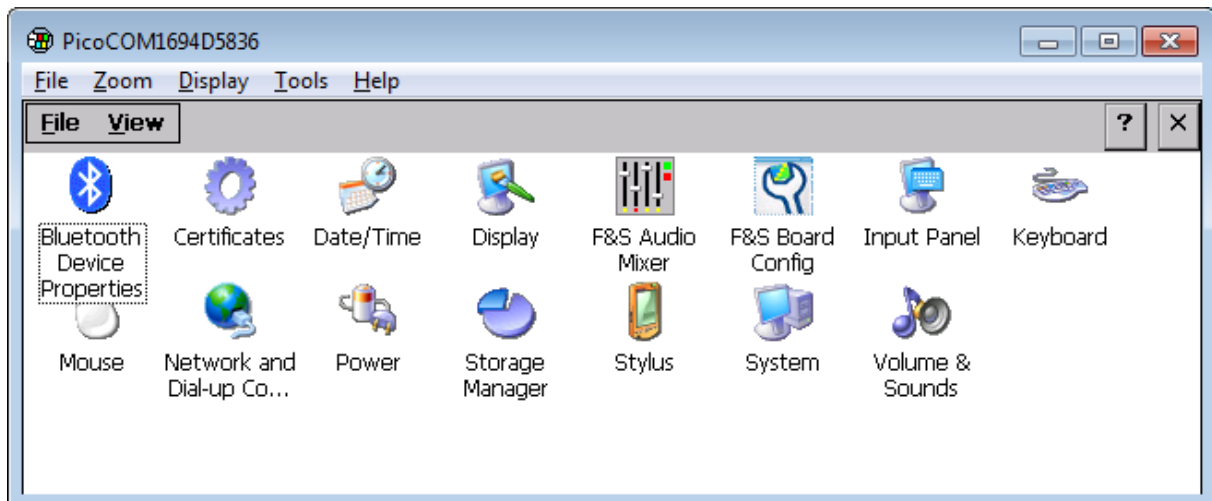 PicoCOM1694D5836
File Zoom Display Tools Help
File View ? ×
Bluetooth Device Properties
Certificates
Date/Time
Display
F&S Audio Mixer
F&S Board Config
Input Panel
Keyboard
Mouse
Network and Dial-up Co...
Power
Storage Manager
Stylus
System
Volume & Sounds